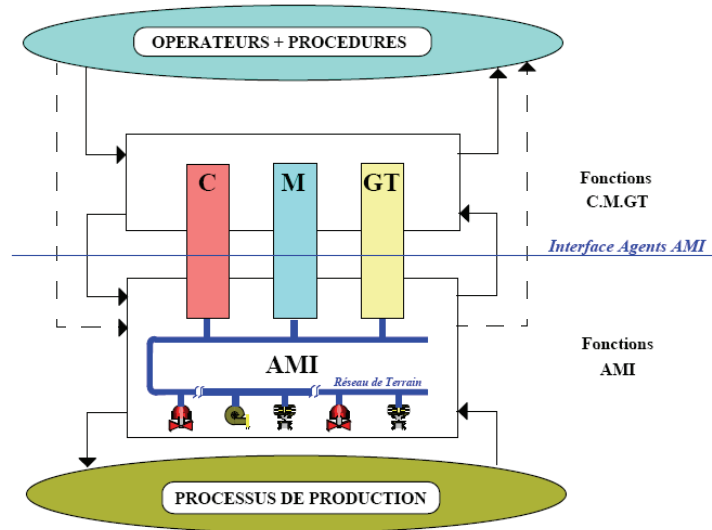 OPERATEURS + PROCEDURES
C
M
GT
Fonctions
C.M.GT
Interface Agents AMI
AMI
Réseau de Terrain
Fonctions
AMI
PROCESSUS DE PRODUCTION